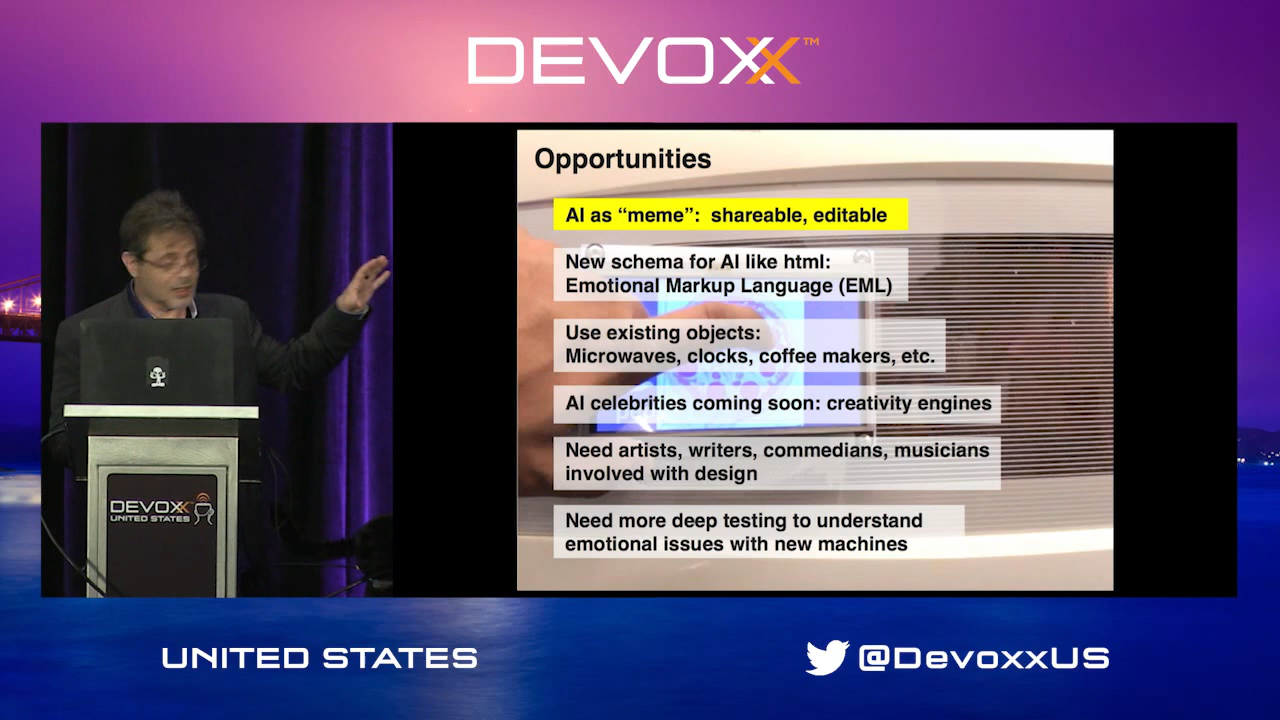 DEVOXX™
Opportunities
AI as “meme”: shareable, editable
New schema for AI like html:
Emotional Markup Language (EML)
Use existing objects:
Microwaves, clocks, coffee makers, etc.
AI celebrities coming soon: creativity engines
Need artists, writers, commedians, musicians
involved with design
Need more deep testing to understand
emotional issues with new machines
DEVOXX™
UNITED STATES
UNITED STATES
@DevoxxUS